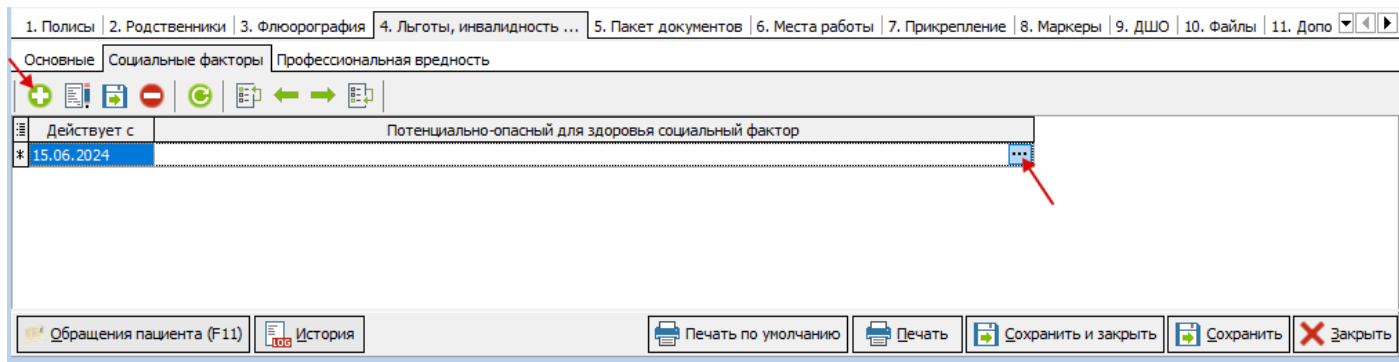 1. Полисы 2. Родственники 3. Флюорография 4. Льготы, инвалидность ... 5. Пакет документов 6. Места работы 7. Прикрепление 8. Маркеры 9. ДШО 10. Файлы 11. Допо
Основные Социальные факторы Профессиональная вредность
Действует с Потенциально-опасный для здоровья социальный фактор
* 15.06.2024 ...
Обращения пациента (F11) LOG История Печать по умолчанию Печать Сохранить и закрыть Сохранить Закрыть